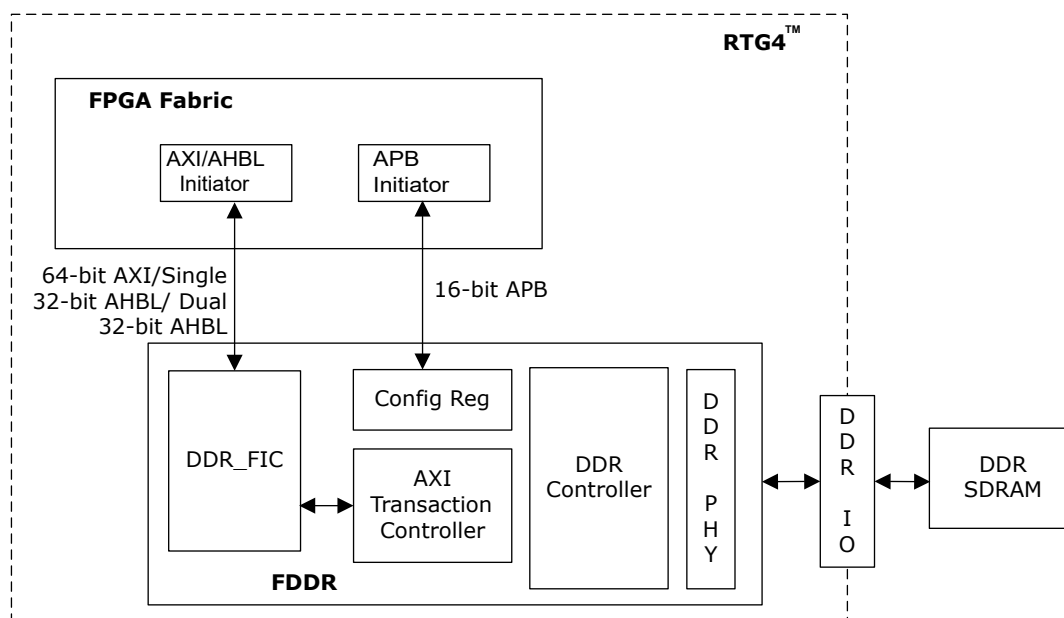 RTG4™
FPGA Fabric
AXI/AHBL
Initiator
APB
Initiator
64-bit AXI/Single
32-bit AHBL/ Dual
32-bit AHBL
16-bit APB
DDR_FIC
Config Reg
AXI
Transaction
Controller
DDR
Controller
D
D
R
P
H
Y
FDDR
D
D
R
I
O
DDR
SDRAM